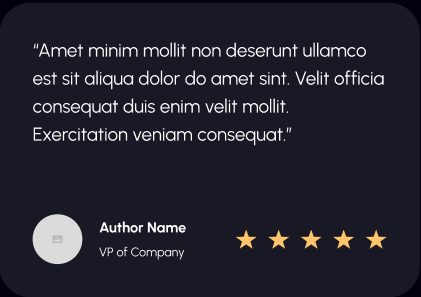 “Amet minim mollit non deserunt ullamco
est sit aliqua dolor do amet sint. Velit officia
consequat duis enim velit mollit.
Exercitation veniam consequat.”
Author Name
VP of Company